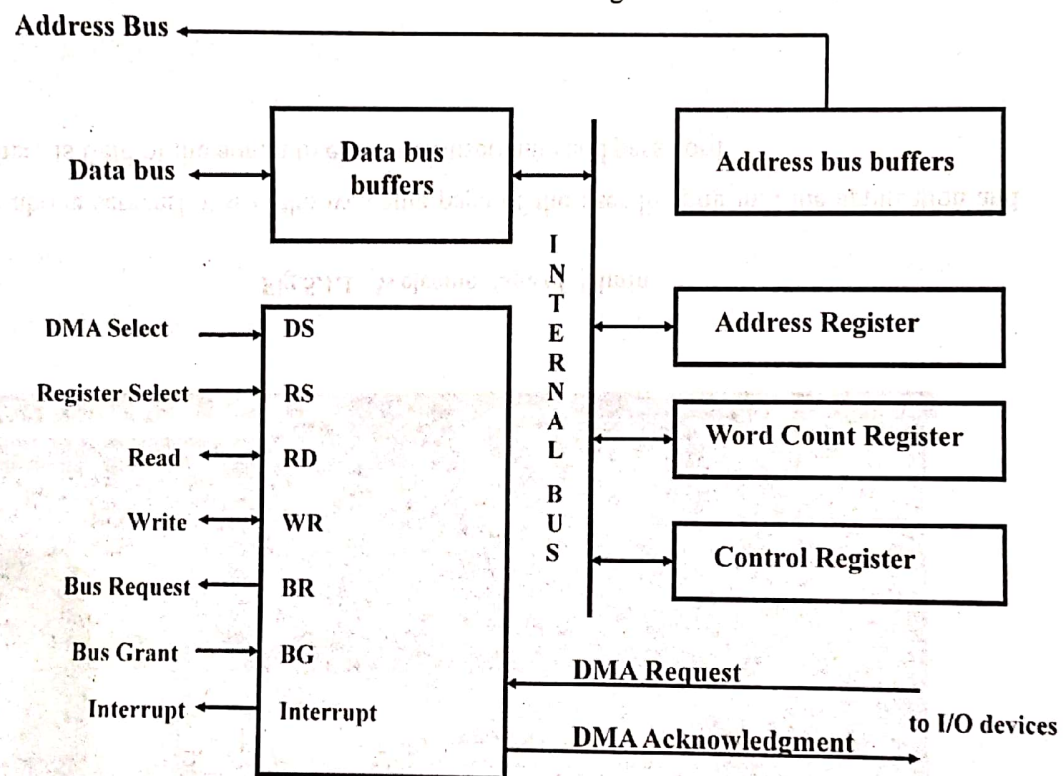 Address Bus
Data bus
Data bus
buffers
Address bus buffers
INTERNAL BUS
DMA Select
DS
Address Register
Register Select
RS
Read
RD
Word Count Register
Write
WR
Control Register
Bus Request
BR
Bus Grant
BG
DMA Request
Interrupt
Interrupt
to I/O devices
DMA Acknowledgment